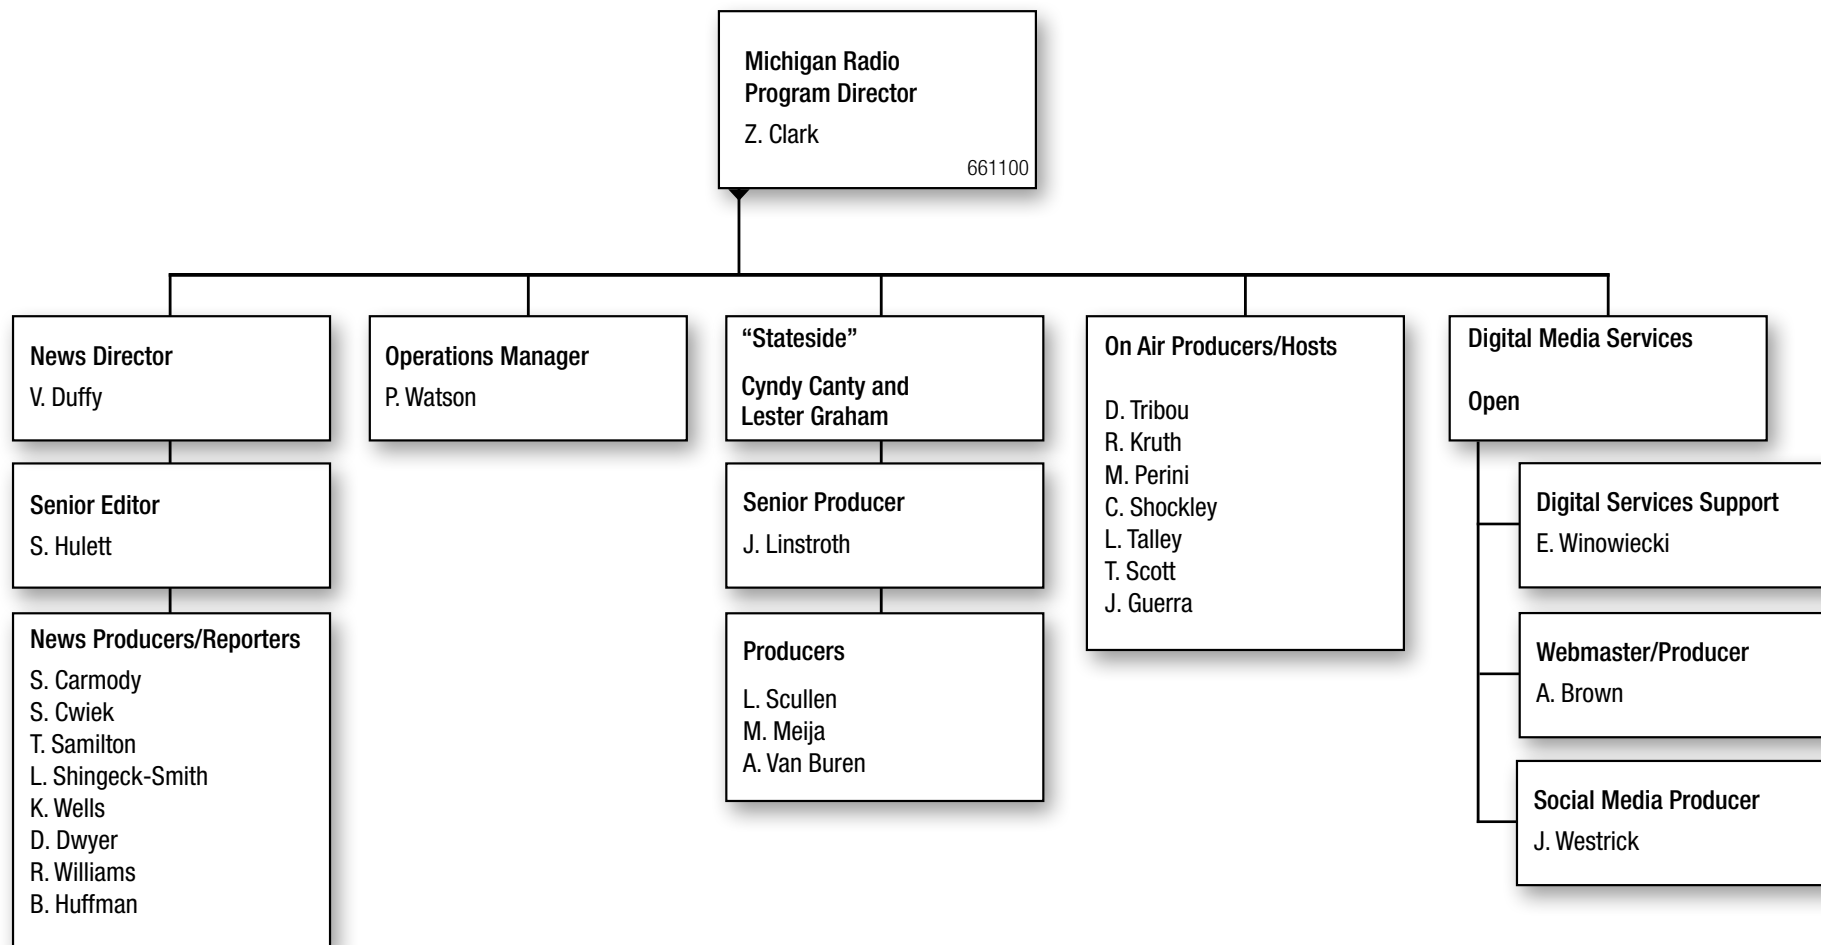 Michigan Radio
Program Director
Z. Clark
661100
News Director
V. Duffy
Operations Manager
P. Watson
“Stateside”
Cyndy Canty and
Lester Graham
On Air Producers/Hosts
D. Tribou
R. Kruth
M. Perini
C. Shockley
L. Talley
T. Scott
J. Guerra
Digital Media Services
Open
Senior Editor
S. Hulett
Senior Producer
J. Linstroth
Digital Services Support
E. Winowiecki
News Producers/Reporters
S. Carmody
S. Cwiek
T. Samilton
L. Shingeck-Smith
K. Wells
D. Dwyer
R. Williams
B. Huffman
Producers
L. Scullen
M. Meija
A. Van Buren
Webmaster/Producer
A. Brown
Social Media Producer
J. Westrick